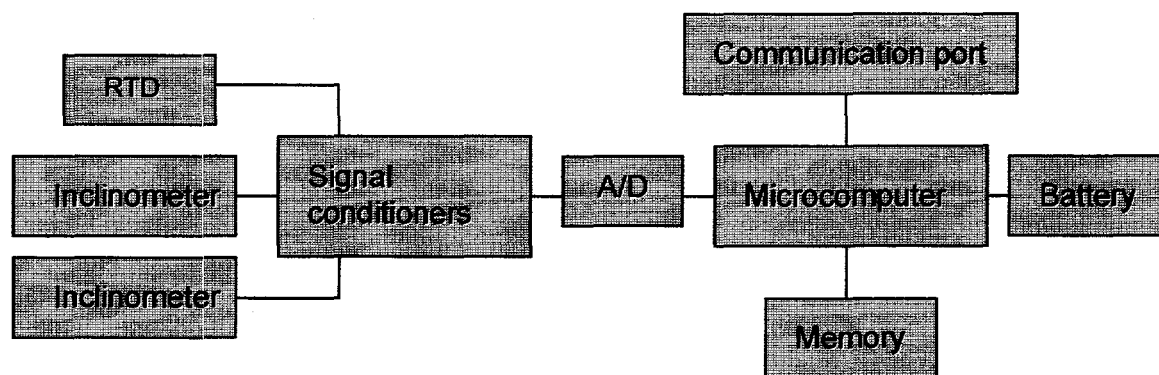 Communication port
RTD
Inclinometer
Signal
conditioners
A/D
Microcomputer
Battery
Inclinometer
Memory